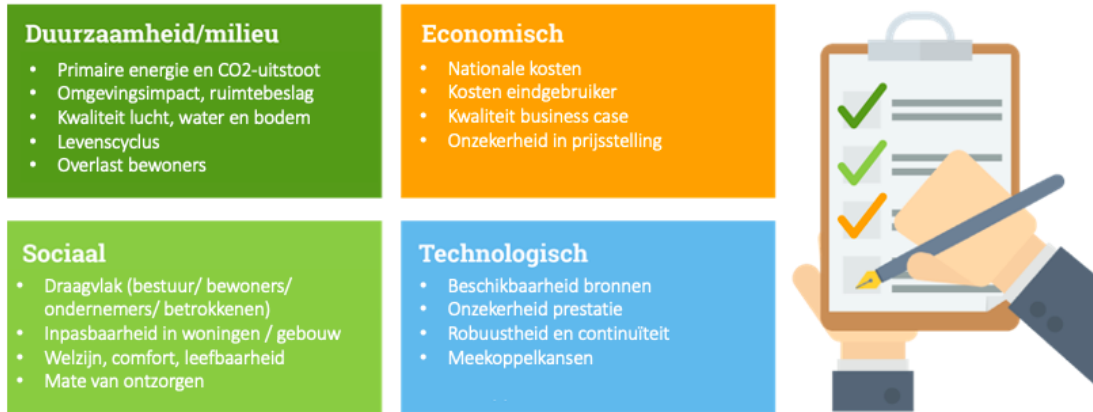 Duurzaamheid/milieu
• Primaire energie en CO2-uitstoot
• Omgevingsimpact, ruimtebeslag
• Kwaliteit lucht, water en bodem
• Levenscyclus
• Overlast bewoners
Economisch
• Nationale kosten
• Kosten eindgebruiker
• Kwaliteit business case
• Onzekerheid in prijsstelling
Sociaal
• Draagvlak (bestuur/ bewoners/
ondernemers/ betrokkenen)
• Inpasbaarheid in woningen / gebouw
• Welzijn, comfort, leefbaarheid
• Mate van ontzorgen
Technologisch
• Beschikbaarheid bronnen
• Onzekerheid prestatie
• Robuustheid en continuïteit
• Meekoppelkansen